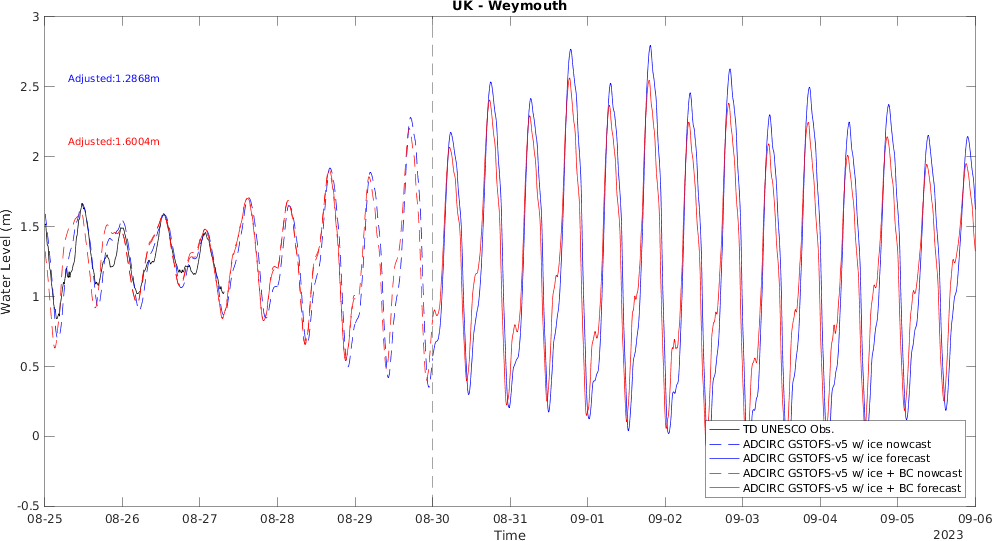 UK - Weymouth
3
2.5
2
1.5
1
0.5
0
-0.5
Water Level (m)
Adjusted:1.2868m
Adjusted:1.6004m
TD UNESCO Obs.
ADCIRC GSTOFS-v5 w/ ice nowcast
ADCIRC GSTOFS-v5 w/ ice forecast
ADCIRC GSTOFS-v5 w/ ice + BC nowcast
ADCIRC GSTOFS-v5 w/ ice + BC forecast
08-25 08-26 08-27 08-28 08-29 08-30 08-31 09-01 09-02 09-03 09-04 09-05 09-06
Time
2023